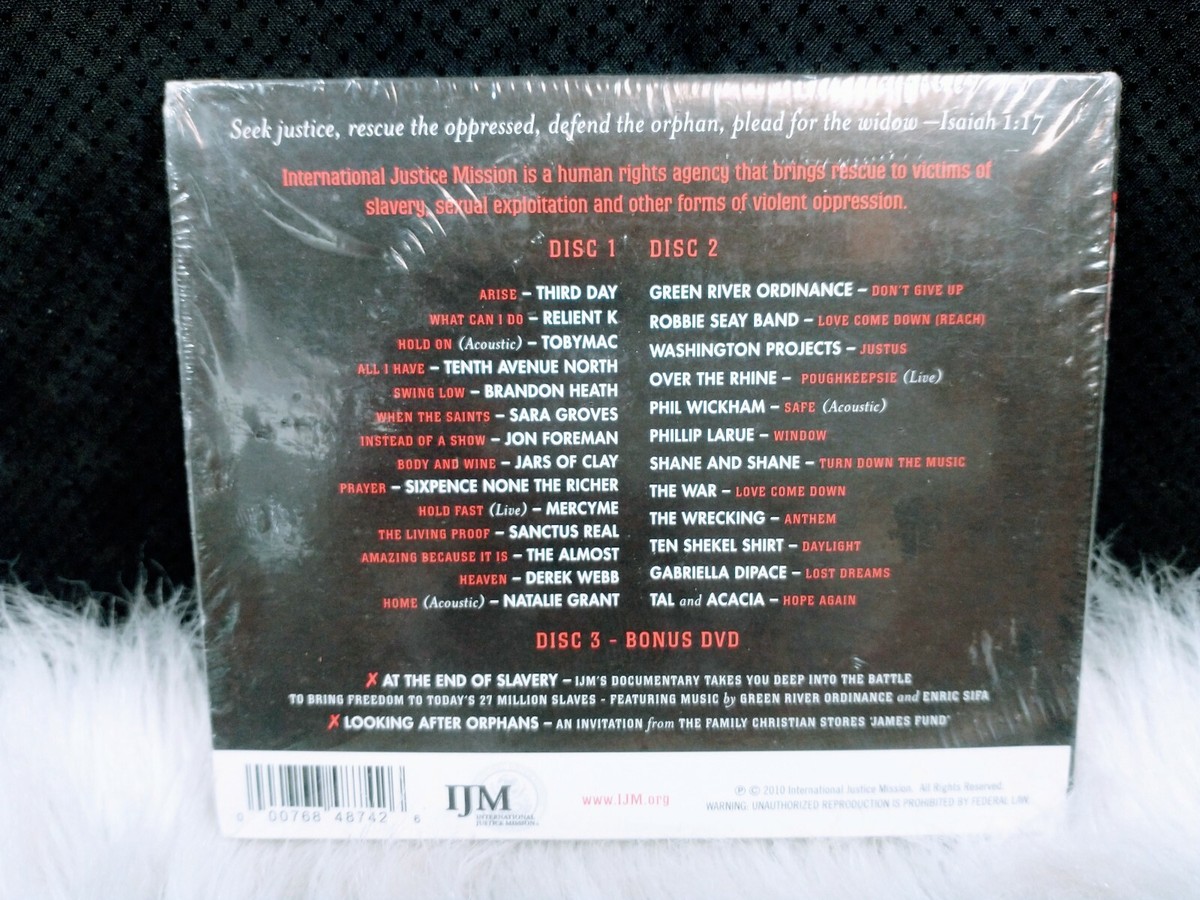 Seek justice, rescue the oppressed, defend the orphan, plead for the widow —Isaiah 1:17
International Justice Mission is a human rights agency that brings rescue to victims of
slavery, sexual exploitation and other forms of violent oppression.
DISC 1
ARISE – THIRD DAY
WHAT CAN I DO – RELIENT K
HOLD ON (Acoustic) – TOBYMAC
ALL I HAVE – TENTH AVENUE NORTH
SWING LOW – BRANDON HEATH
WHEN THE SAINTS – SARA GROVES
INSTEAD OF A SHOW – JON FOREMAN
BODY AND WINE – JARS OF CLAY
PRAYER – SIXPENCE NONE THE RICHER
HOLD FAST (Live) – MERCYME
THE LIVING PROOF – SANCTUS REAL
AMAZING BECAUSE IT IS – THE ALMOST
HEAVEN – DEREK WEBB
HOME (Acoustic) – NATALIE GRANT
DISC 2
GREEN RIVER ORDINANCE – DON'T GIVE UP
ROBBIE SEAY BAND – LOVE COME DOWN (REACH)
WASHINGTON PROJECTS – JUSTUS
OVER THE RHINE – POUGHKEEPSIE (Live)
PHIL WICKHAM – SAFE (Acoustic)
PHILLIP LARUE – WINDOW
SHANE AND SHANE – TURN DOWN THE MUSIC
THE WAR – LOVE COME DOWN
THE WRECKING – ANTHEM
TEN SHEKEL SHIRT – DAYLIGHT
GABRIELLA DIPACE – LOST DREAMS
TAL and ACACIA – HOPE AGAIN
DISC 3 - BONUS DVD
✗ AT THE END OF SLAVERY – IJM'S DOCUMENTARY TAKES YOU DEEP INTO THE BATTLE
TO BRING FREEDOM TO TODAY'S 27 MILLION SLAVES - FEATURING MUSIC by GREEN RIVER ORDINANCE and ENRIC SIFA
✗ LOOKING AFTER ORPHANS – AN INVITATION from THE FAMILY CHRISTIAN STORES 'JAMES FUND'
0 00768 48742 6
IJM
INTERNATIONAL
JUSTICE MISSION
www.IJM.org
℗ © 2010 International Justice Mission. All Rights Reserved.
WARNING: UNAUTHORIZED REPRODUCTION IS PROHIBITED BY FEDERAL LAW.